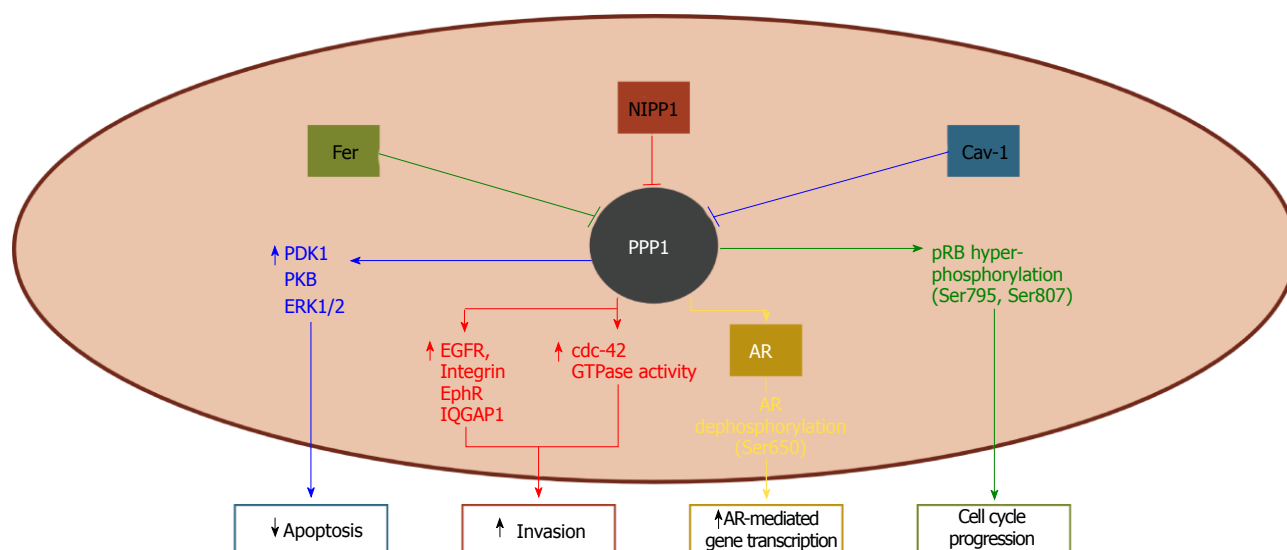 NIPP1
Fer
Cav-1
PPP1
↑ PDK1
PKB
ERK1/2
pRB hyper-
phosphorylation
(Ser795, Ser807)
↑ EGFR,
Integrin
EphR
IQGAP1
↑ cdc-42
GTPase activity
AR
AR
dephosphorylation
(Ser650)
↓ Apoptosis
↑ Invasion
↑AR-mediated
gene transcription
Cell cycle
progression